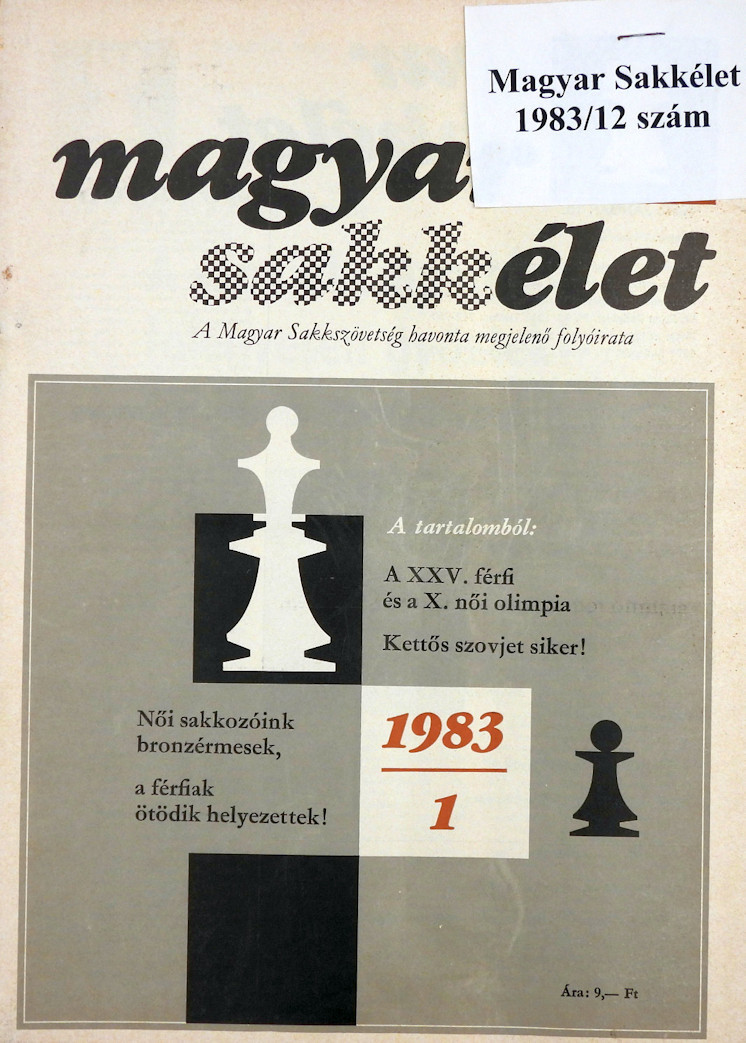 Magyar Sakkélet
1983/12 szám
magya
sakkélet
A Magyar Sakkszövetség havonta megjelenő folyóirata
A tartalomból:
A XXV. férfi
és a X. női olimpia
Kettős szovjet siker!
Női sakkozóink
bronzérmesek,
a férfiak
ötödik helyezettek!
1983
1
Ára: 9,— Ft